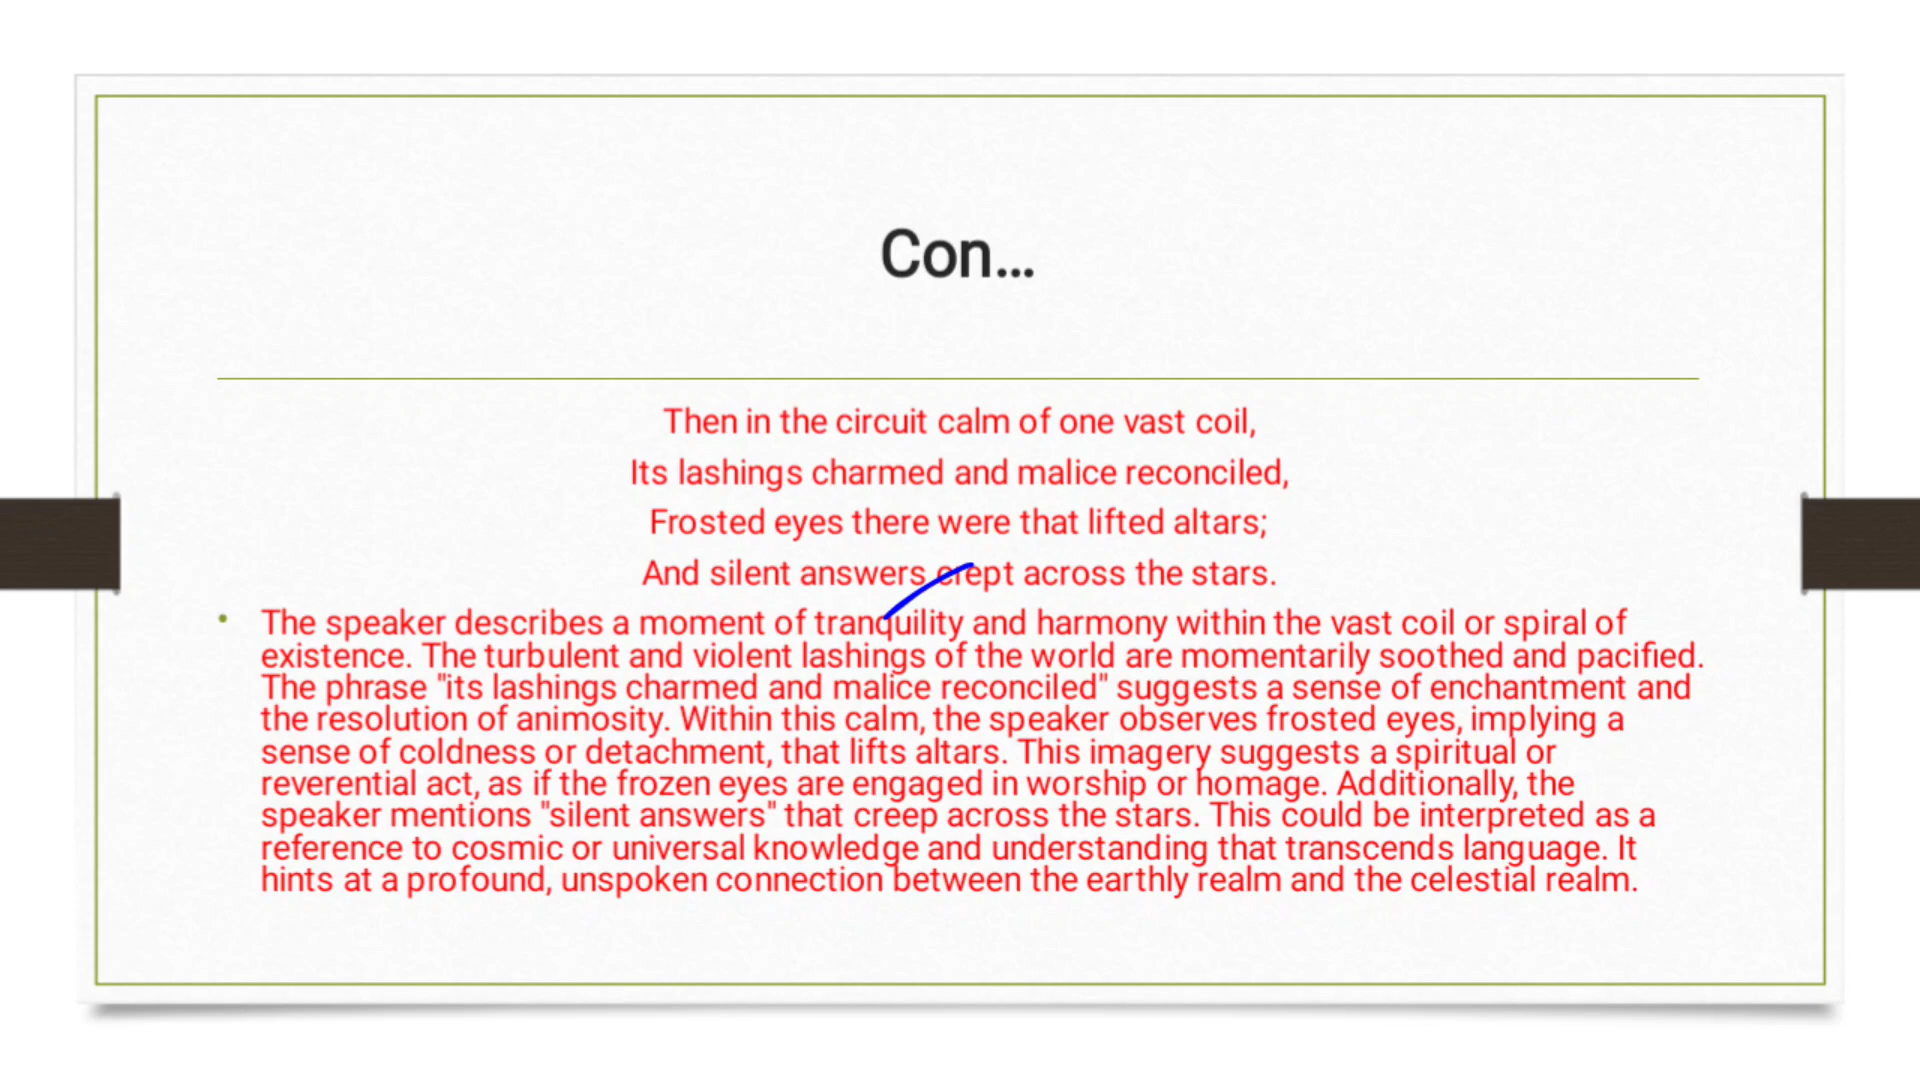 Con...
Then in the circuit calm of one vast coil,
Its lashings charmed and malice reconciled,
Frosted eyes there were that lifted altars;
And silent answers crept across the stars.
• The speaker describes a moment of tranquility and harmony within the vast coil or spiral of
existence. The turbulent and violent lashings of the world are momentarily soothed and pacified.
The phrase "its lashings charmed and malice reconciled" suggests a sense of enchantment and
the resolution of animosity. Within this calm, the speaker observes frosted eyes, implying a
sense of coldness or detachment, that lifts altars. This imagery suggests a spiritual or
reverential act, as if the frozen eyes are engaged in worship or homage. Additionally, the
speaker mentions "silent answers" that creep across the stars. This could be interpreted as a
reference to cosmic or universal knowledge and understanding that transcends language. It
hints at a profound, unspoken connection between the earthly realm and the celestial realm.